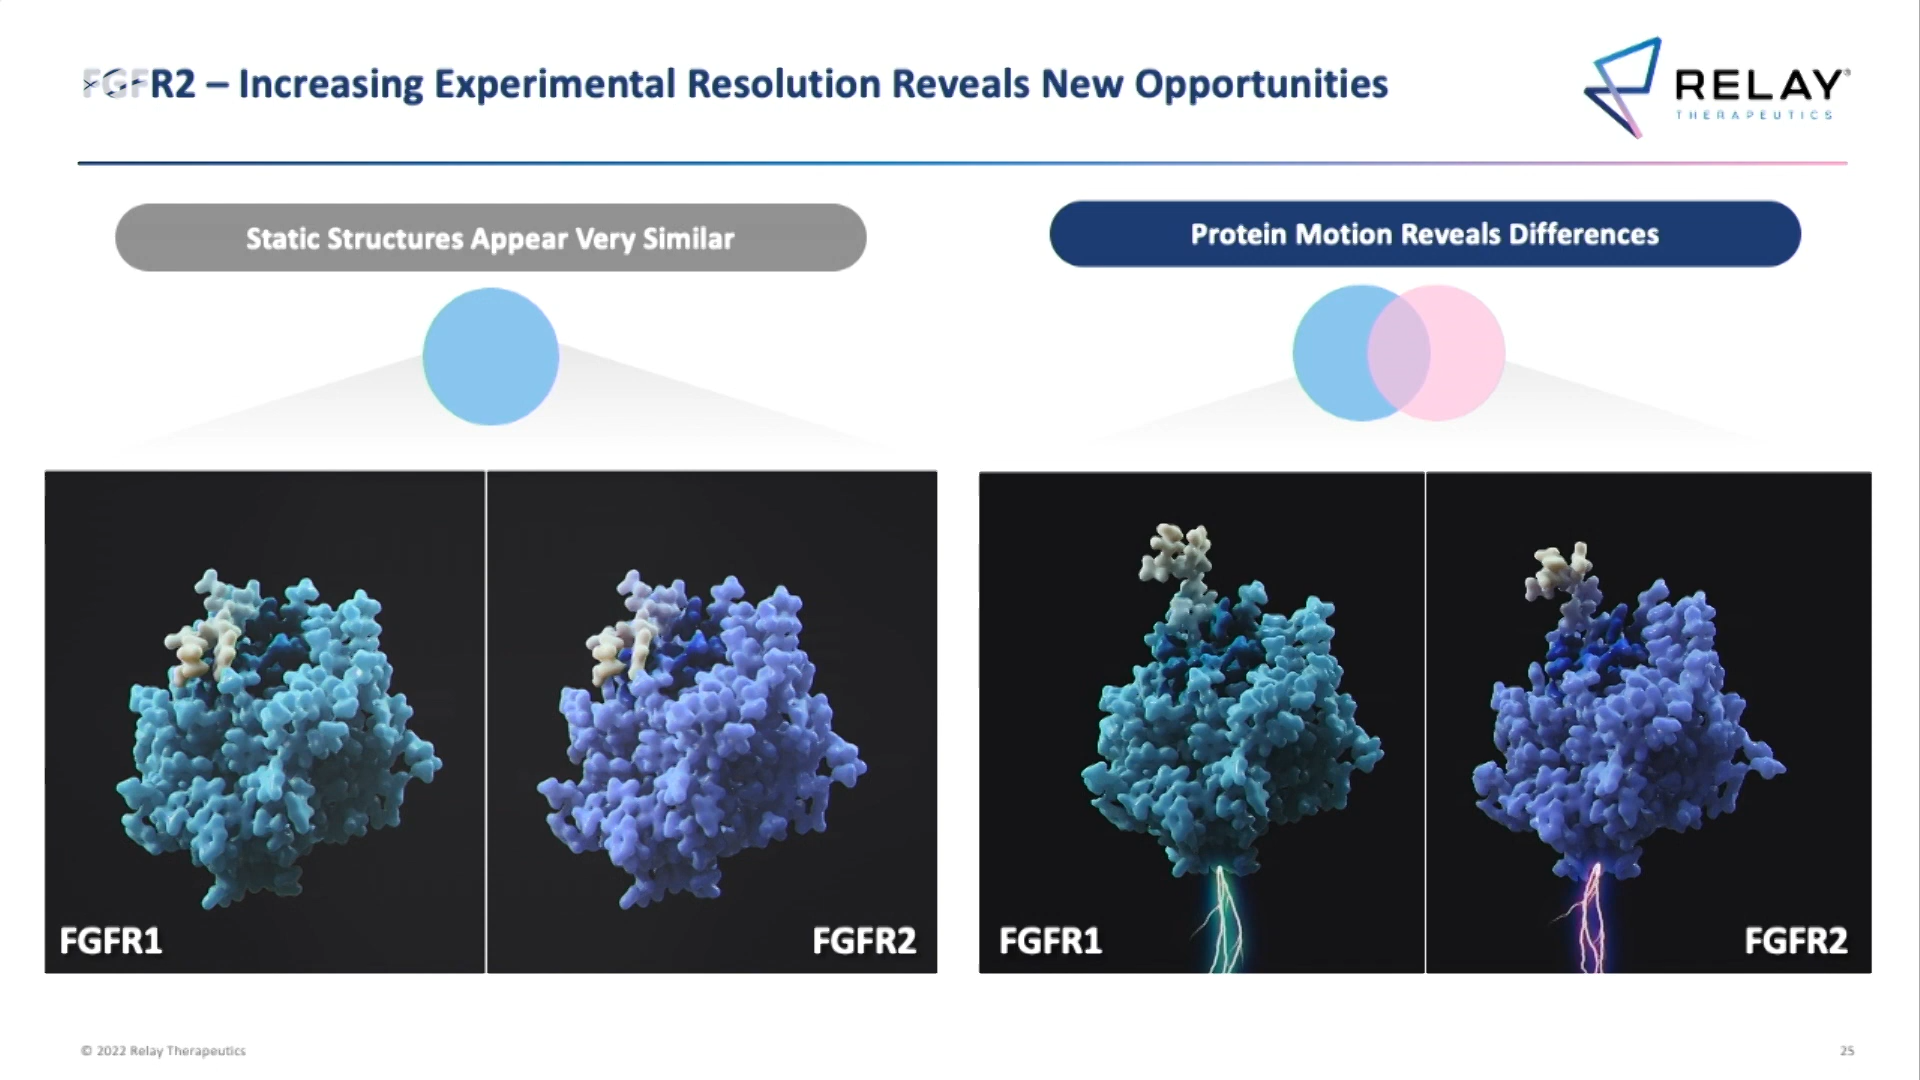 FGFR2 – Increasing Experimental Resolution Reveals New Opportunities
RELAY®
THERAPEUTICS
Static Structures Appear Very Similar
Protein Motion Reveals Differences
FGFR1
FGFR2
FGFR1
FGFR2
© 2022 Relay Therapeutics
25